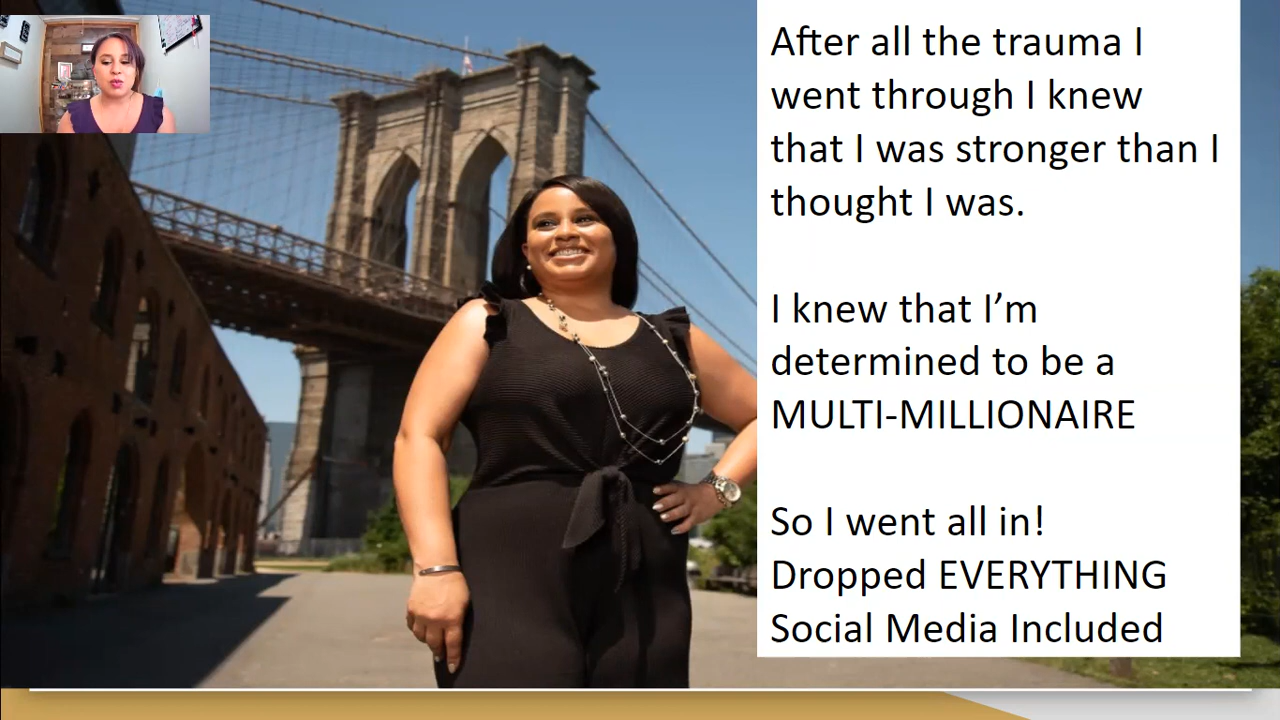 After all the trauma I
went through I knew
that I was stronger than I
thought I was.
I knew that I’m
determined to be a
MULTI-MILLIONAIRE
So I went all in!
Dropped EVERYTHING
Social Media Included